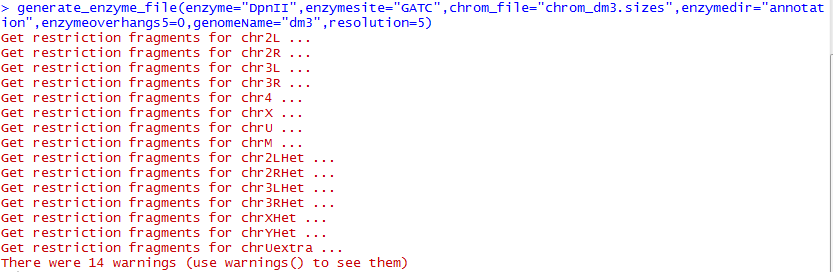 > generate_enzyme_file(enzyme="DpnII",enzymesite="GATC",chrom_file="chrom_dm3.sizes",enzymedir="annotat
ion",enzymeoverhangs5=0,genomeName="dm3",resolution=5)
Get restriction fragments for chr2L ...
Get restriction fragments for chr2R ...
Get restriction fragments for chr3L ...
Get restriction fragments for chr3R ...
Get restriction fragments for chr4 ...
Get restriction fragments for chrX ...
Get restriction fragments for chrU ...
Get restriction fragments for chrM ...
Get restriction fragments for chr2LHet ...
Get restriction fragments for chr2RHet ...
Get restriction fragments for chr3LHet ...
Get restriction fragments for chr3RHet ...
Get restriction fragments for chrXHet ...
Get restriction fragments for chrYHet ...
Get restriction fragments for chrUextra ...
There were 14 warnings (use warnings() to see them)